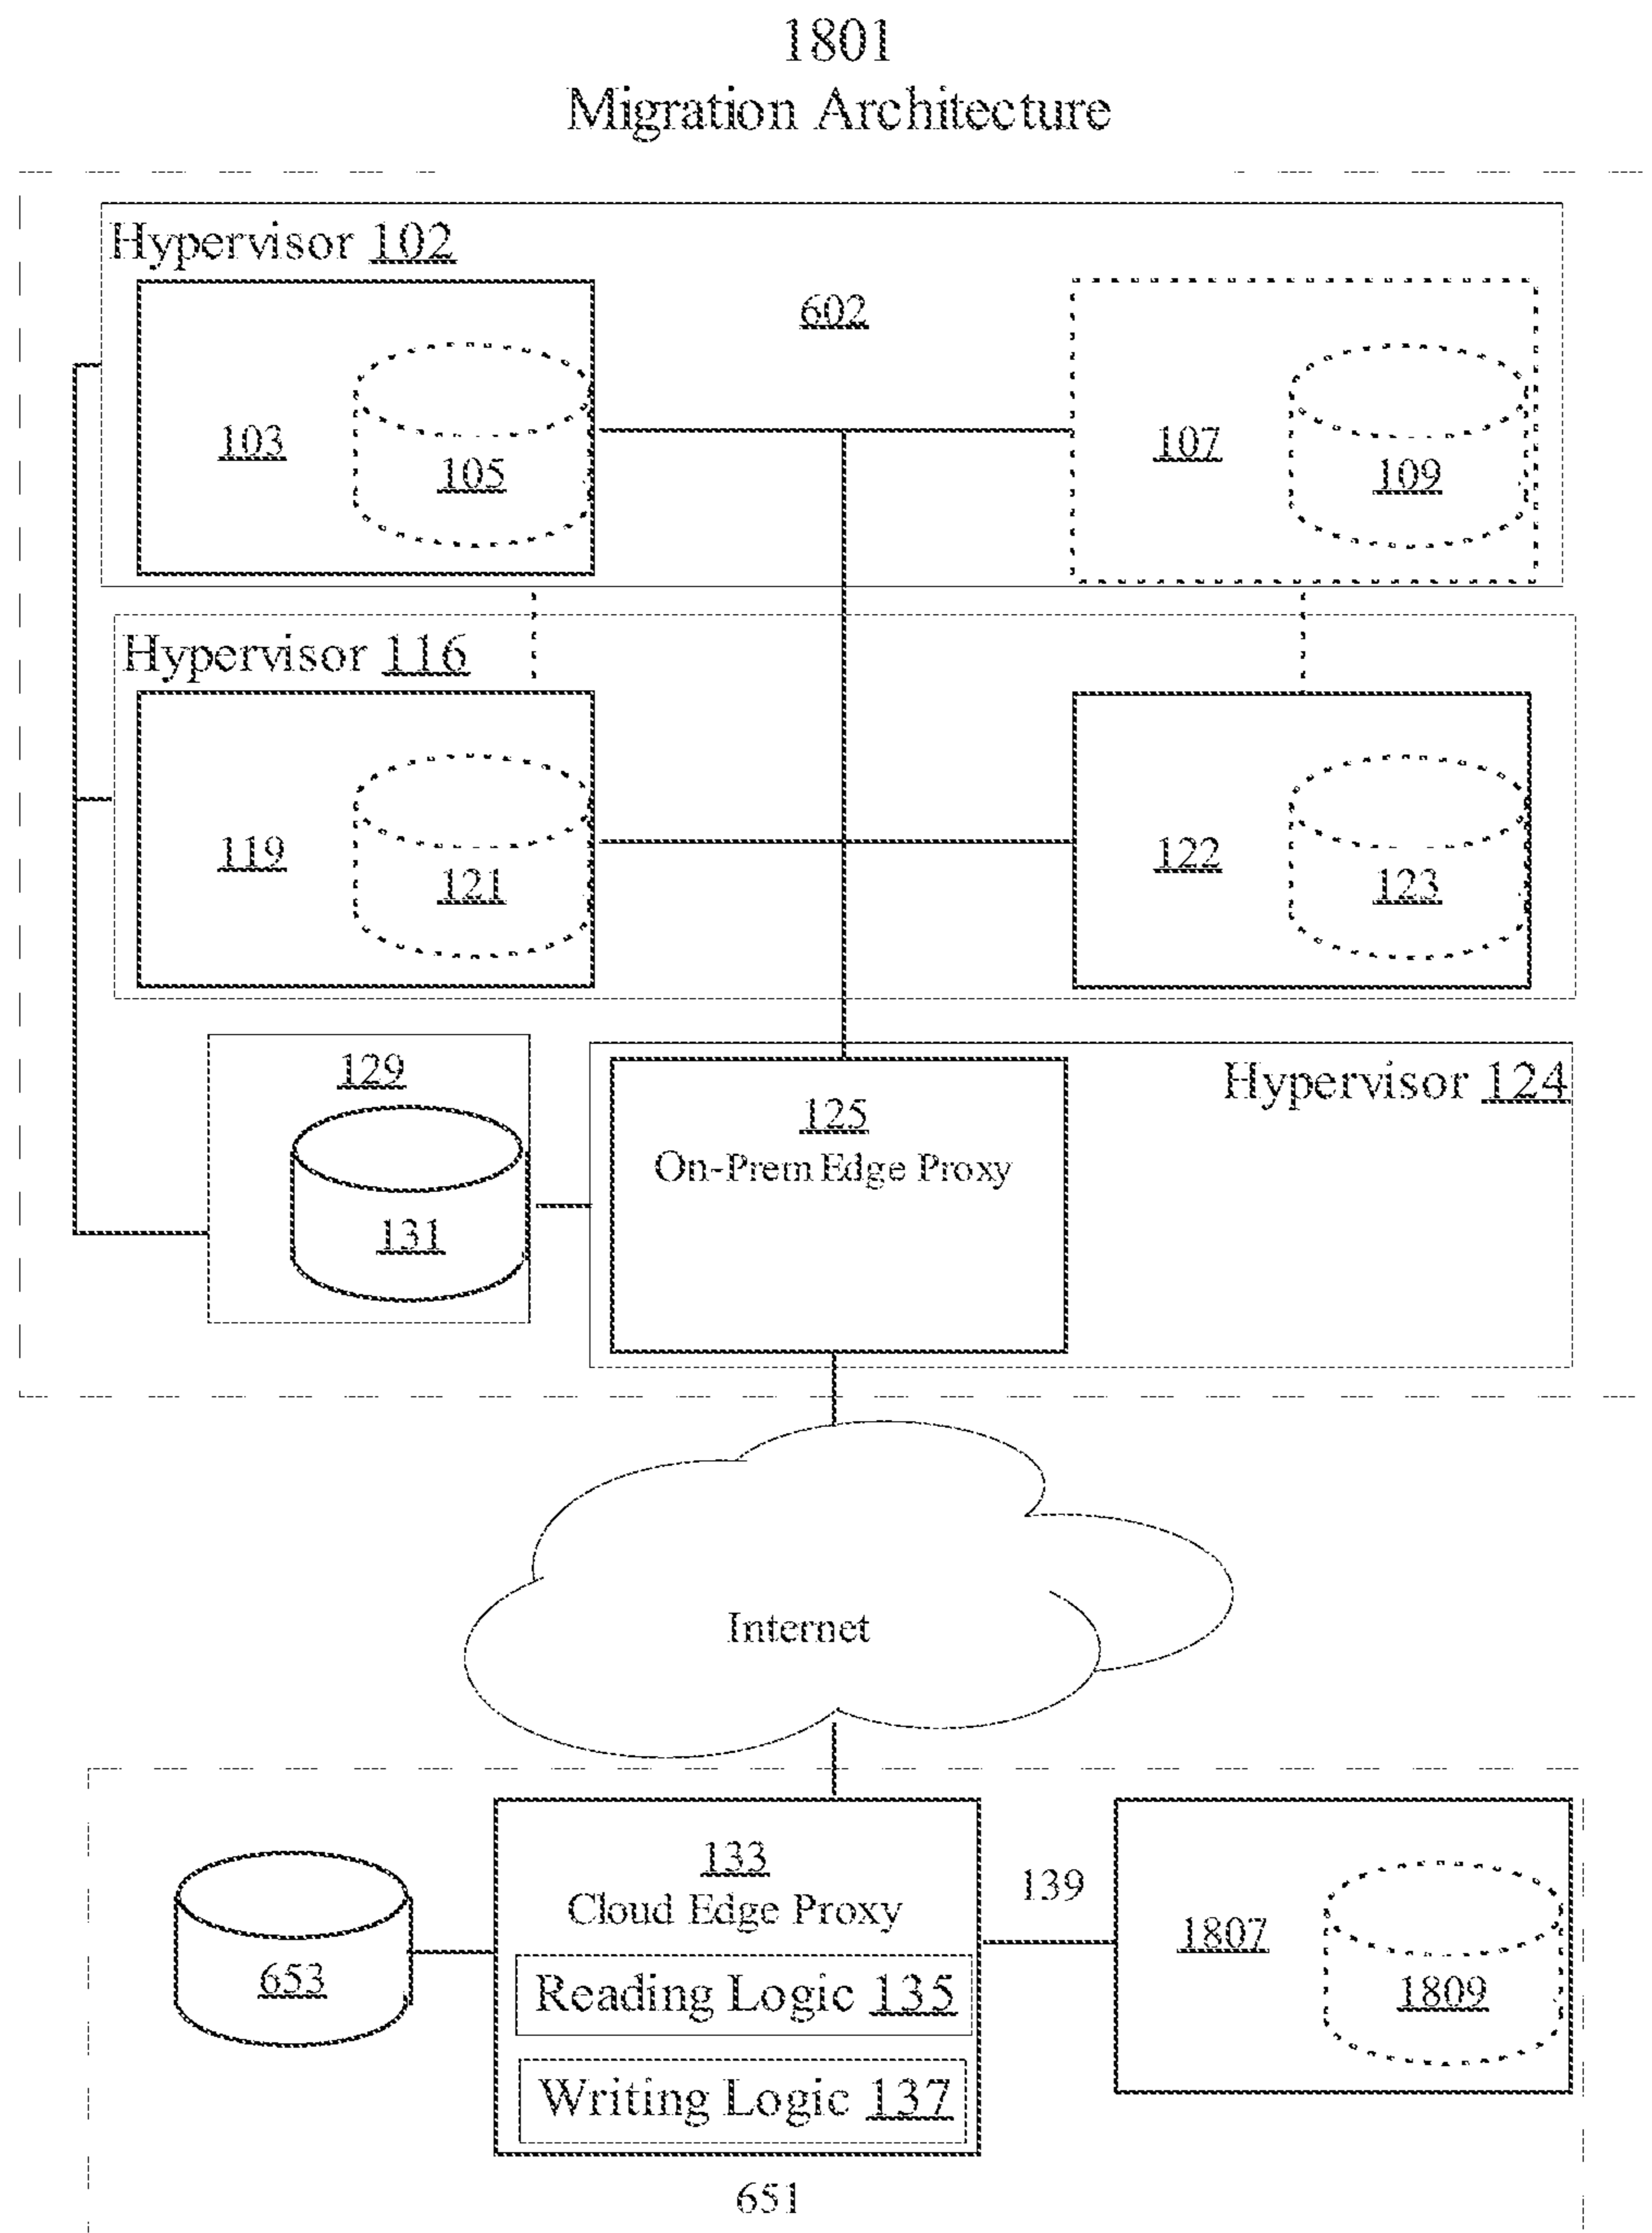 1801
Migration Architecture
Hypervisor 102
602
103
105
107
109
Hypervisor 116
119
121
122
123
129
131
125
On-Prem Edge Proxy
Hypervisor 124
Internet
653
133
Cloud Edge Proxy
Reading Logic 135
Writing Logic 137
139
1807
1809
651